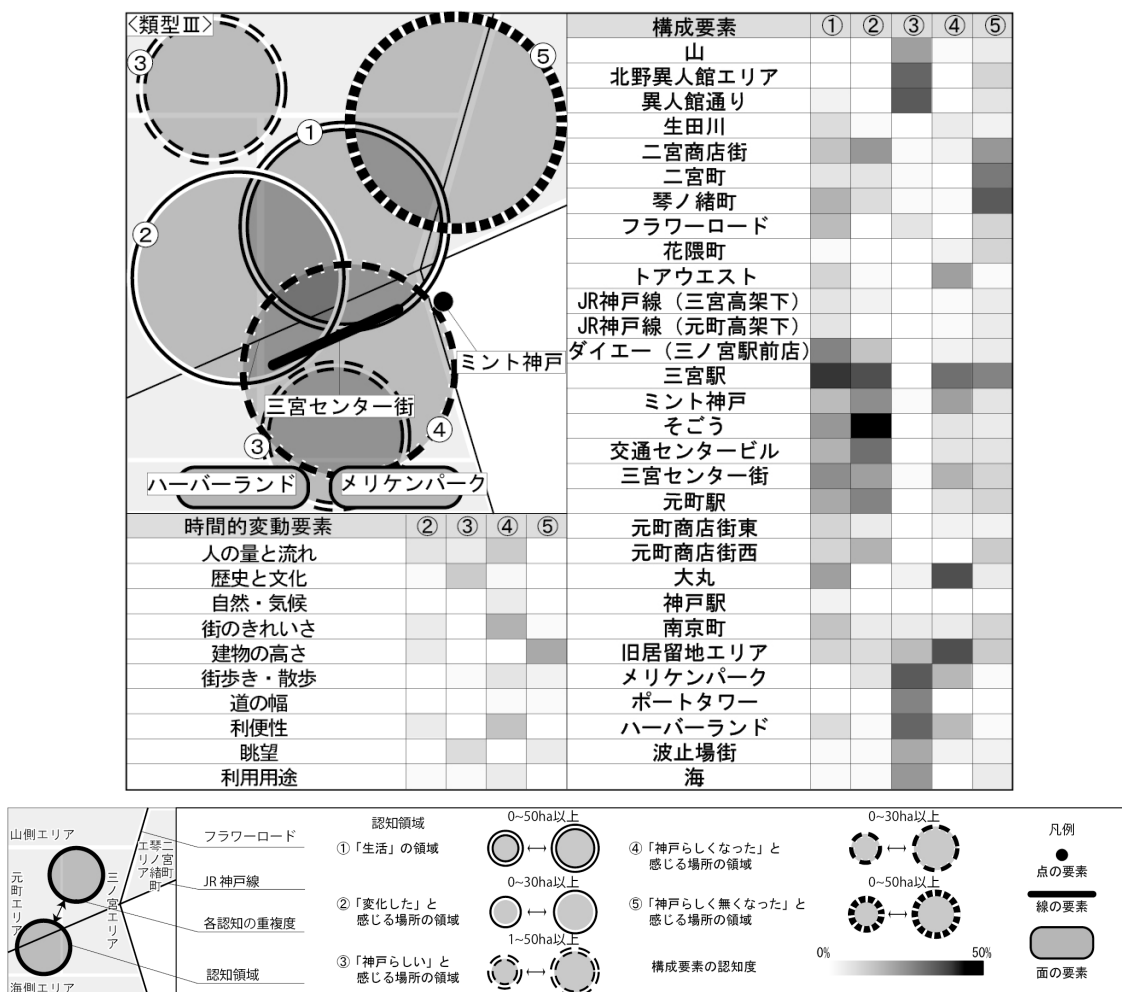 <類型Ⅲ>
③
⑤
①
②
ミント神戸
三宮センター街
③
④
ハーバーランド
メリケンパーク
時間的変動要素 ② ③ ④ ⑤
人の量と流れ
歴史と文化
自然・気候
街のきれいさ
建物の高さ
街歩き・散歩
道の幅
利便性
眺望
利用用途
構成要素 ① ② ③ ④ ⑤
山
北野異人館エリア
異人館通り
生田川
二宮商店街
二宮町
琴ノ緒町
フラワーロード
花隈町
トアウエスト
JR神戸線（三宮高架下）
JR神戸線（元町高架下）
ダイエー（三ノ宮駅前店）
三宮駅
ミント神戸
そごう
交通センタービル
三宮センター街
元町駅
元町商店街東
元町商店街西
大丸
神戸駅
南京町
旧居留地エリア
メリケンパーク
ポートタワー
ハーバーランド
波止場街
海
山側エリア
元町エリア
三ノ宮エリア
二宮町
琴ノ緒町
エリア
海側エリア
フラワーロード
JR神戸線
各認知の重複度
認知領域
認知領域
①「生活」の領域
0~50ha以上
②「変化した」と
感じる場所の領域
0~30ha以上
③「神戸らしい」と
感じる場所の領域
1~50ha以上
④「神戸らしくなった」と
感じる場所の領域
0~30ha以上
⑤「神戸らしく無くなった」と
感じる場所の領域
0~50ha以上
構成要素の認知度
0%
50%
凡例
点の要素
線の要素
面の要素